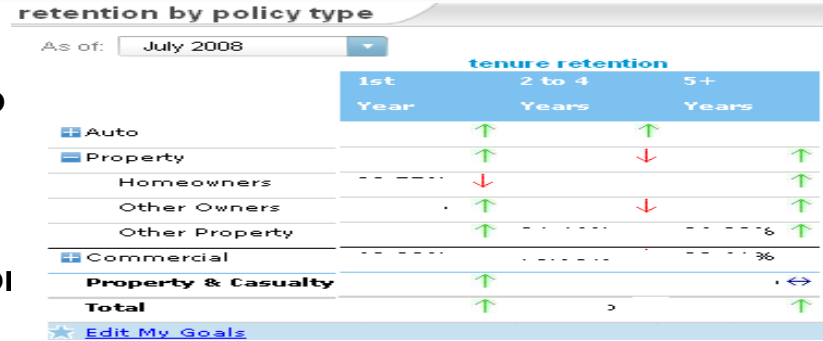 retention by policy type
As of: July 2008
tenure retention
1st Year 2 to 4 Years 5+ Years
Auto ↑ ↑
Property ↑ ↓ ↑
Homeowners ↓ ↑
Other Owners ↑ ↓ ↑
Other Property ↑ ↑
Commercial
Property & Casualty ↑ ↔
Total ↑ ↑
Edit My Goals